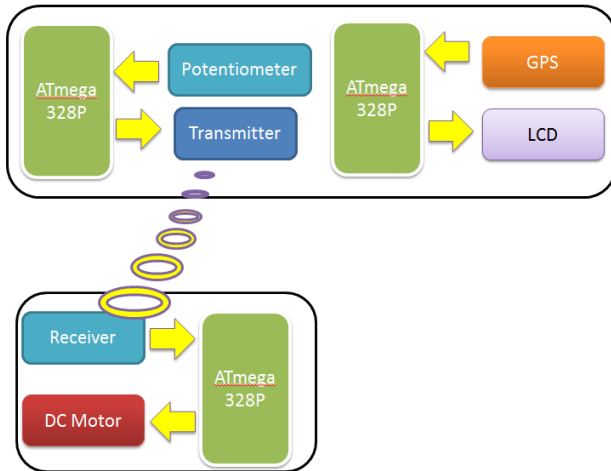 ATmega
328P
Potentiometer
Transmitter
ATmega
328P
GPS
LCD
Receiver
DC Motor
ATmega
328P